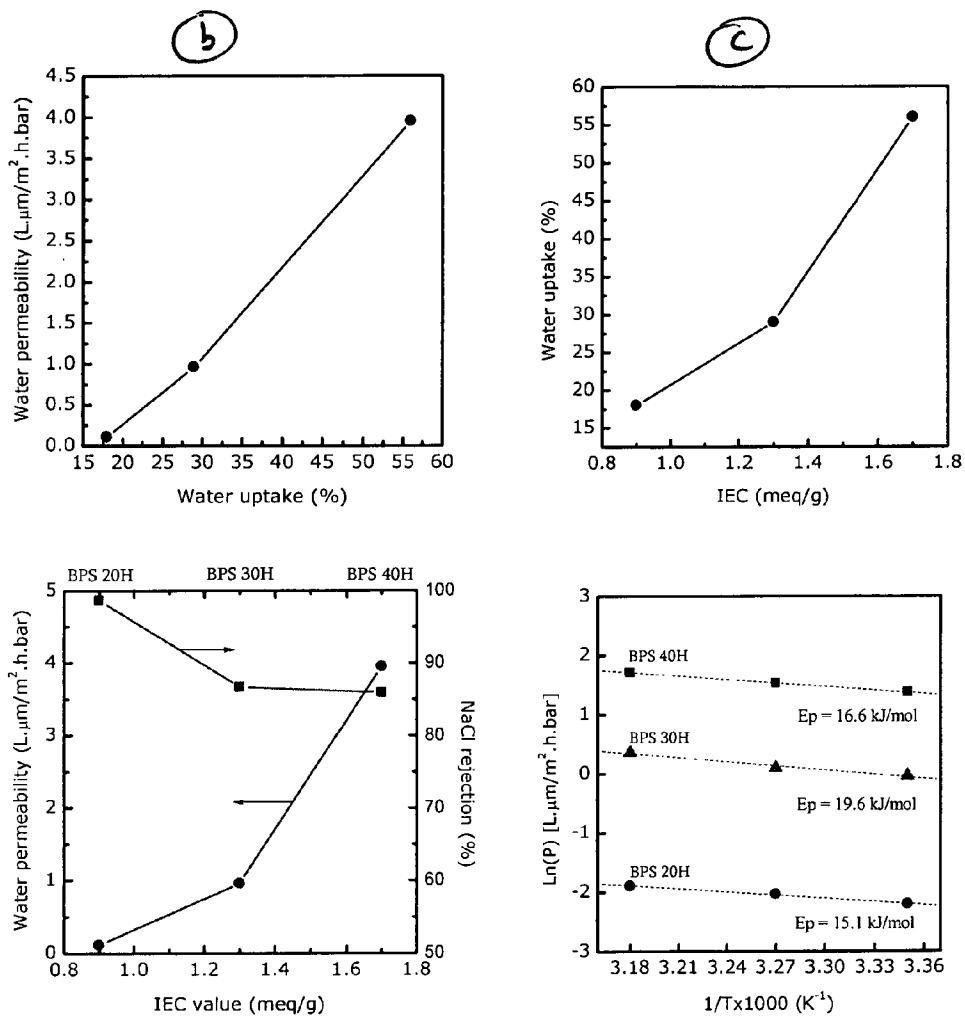 b
c
4.5
4.0
3.5
3.0
2.5
2.0
1.5
1.0
0.5
0.0
Water permeability (L.μm/m².h.bar)
15 20 25 30 35 40 45 50 55 60
Water uptake (%)
60
55
50
45
40
35
30
25
20
15
Water uptake (%)
0.8 1.0 1.2 1.4 1.6 1.8
IEC (meq/g)
BPS 20H BPS 30H BPS 40H
5
4
3
2
1
0
Water permeability (L.μm/m².h.bar)
100
90
80
70
60
50
NaCl rejection (%)
0.8 1.0 1.2 1.4 1.6 1.8
IEC value (meq/g)
3
2
1
0
-1
-2
-3
Ln(P) [L.μm/m².h.bar]
BPS 40H
Ep = 16.6 kJ/mol
BPS 30H
Ep = 19.6 kJ/mol
BPS 20H
Ep = 15.1 kJ/mol
3.18 3.21 3.24 3.27 3.30 3.33 3.36
1/Tx1000 (K⁻¹)